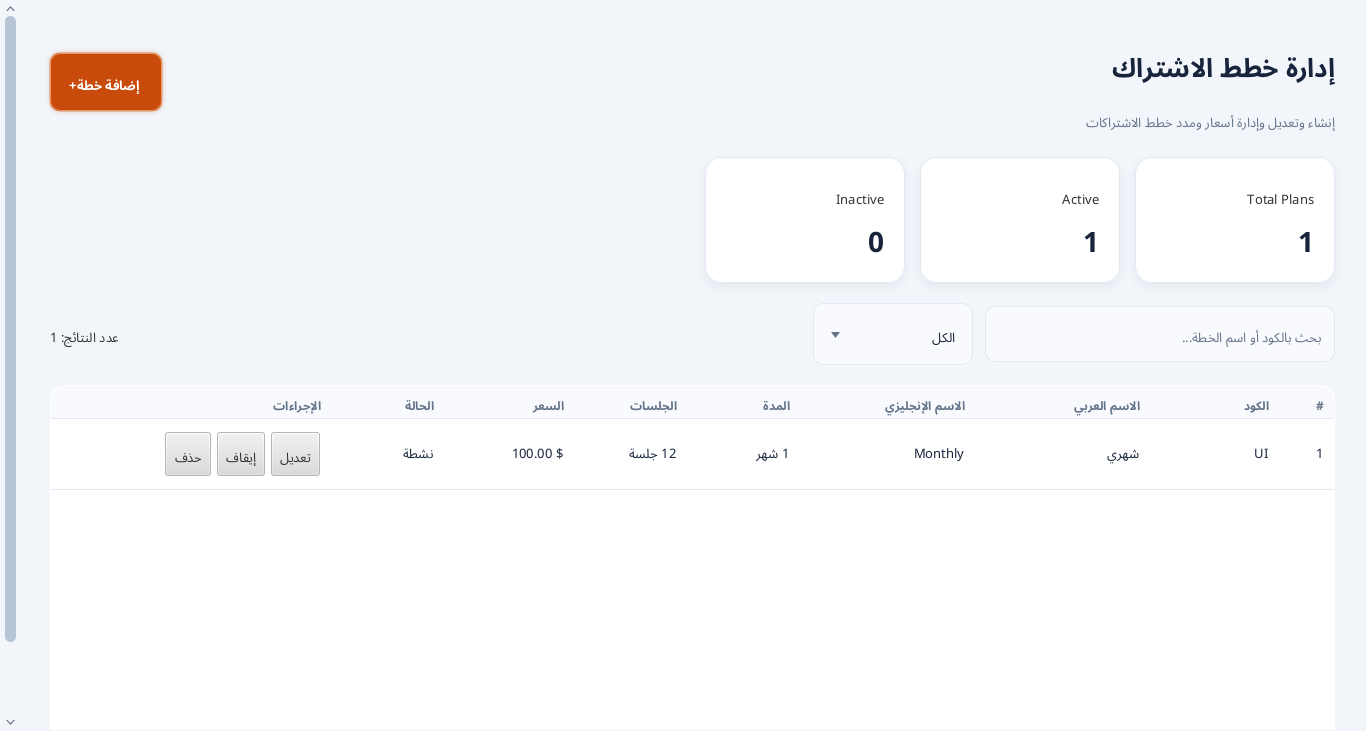 إدارة خطط الاشتراك
إضافة خطة+
إنشاء وتعديل وإدارة أسعار ومدد خطط الاشتراكات
Total Plans
1
Active
1
Inactive
0
بحث بالكود أو اسم الخطة...
الكل
عدد النتائج: 1
# الكود الاسم العربي الاسم الإنجليزي المدة الجلسات السعر الحالة الإجراءات
1 UI شهري Monthly 1 شهر 12 جلسة 100.00 $ نشطة تعديل إيقاف حذف